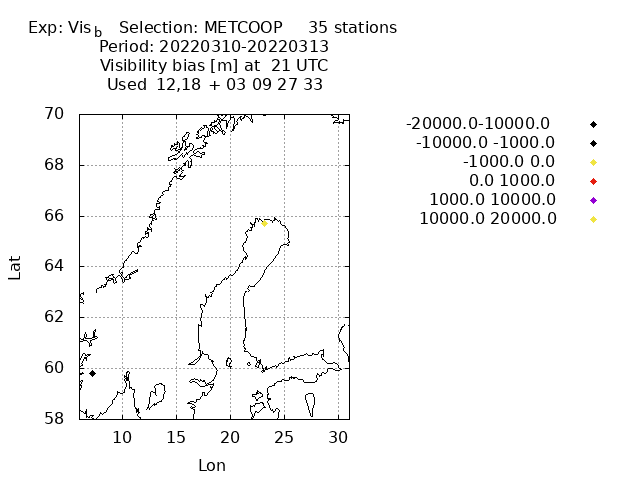 Exp: Vis_b   Selection: METCOOP     35 stations
Period: 20220310-20220313
Visibility bias [m] at  21 UTC
Used  12,18 + 03 09 27 33
70
68
66
64
62
60
58
Lat
10 15 20 25 30
Lon
-20000.0-10000.0
-10000.0 -1000.0
-1000.0 0.0
0.0 1000.0
1000.0 10000.0
10000.0 20000.0